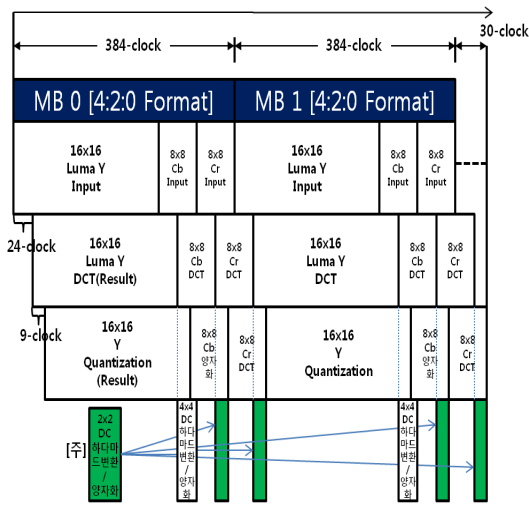 384-clock
384-clock
30-clock
MB 0 [4:2:0 Format]
MB 1 [4:2:0 Format]
16x16
Luma Y
Input
8x8
Cb
Input
8x8
Cr
Input
16x16
Luma Y
Input
8x8
Cb
Input
8x8
Cr
Input
24-clock
16x16
Luma Y
DCT(Result)
8x8
Cb
DCT
8x8
Cr
DCT
16x16
Luma Y
DCT
8x8
Cb
DCT
8x8
Cr
DCT
9-clock
16x16
Y
Quantization
(Result)
8x8
Cb
양자
화
8x8
Cr
DCT
16x16
Y
Quantization
8x8
Cb
양자
화
8x8
Cr
DCT
[주]
2x2
DC
하다마
드변환
/
양자화
4x4
DC
하다
마드
변환
/
양자
화
4x4
DC
하다
마드
변환
/
양자
화